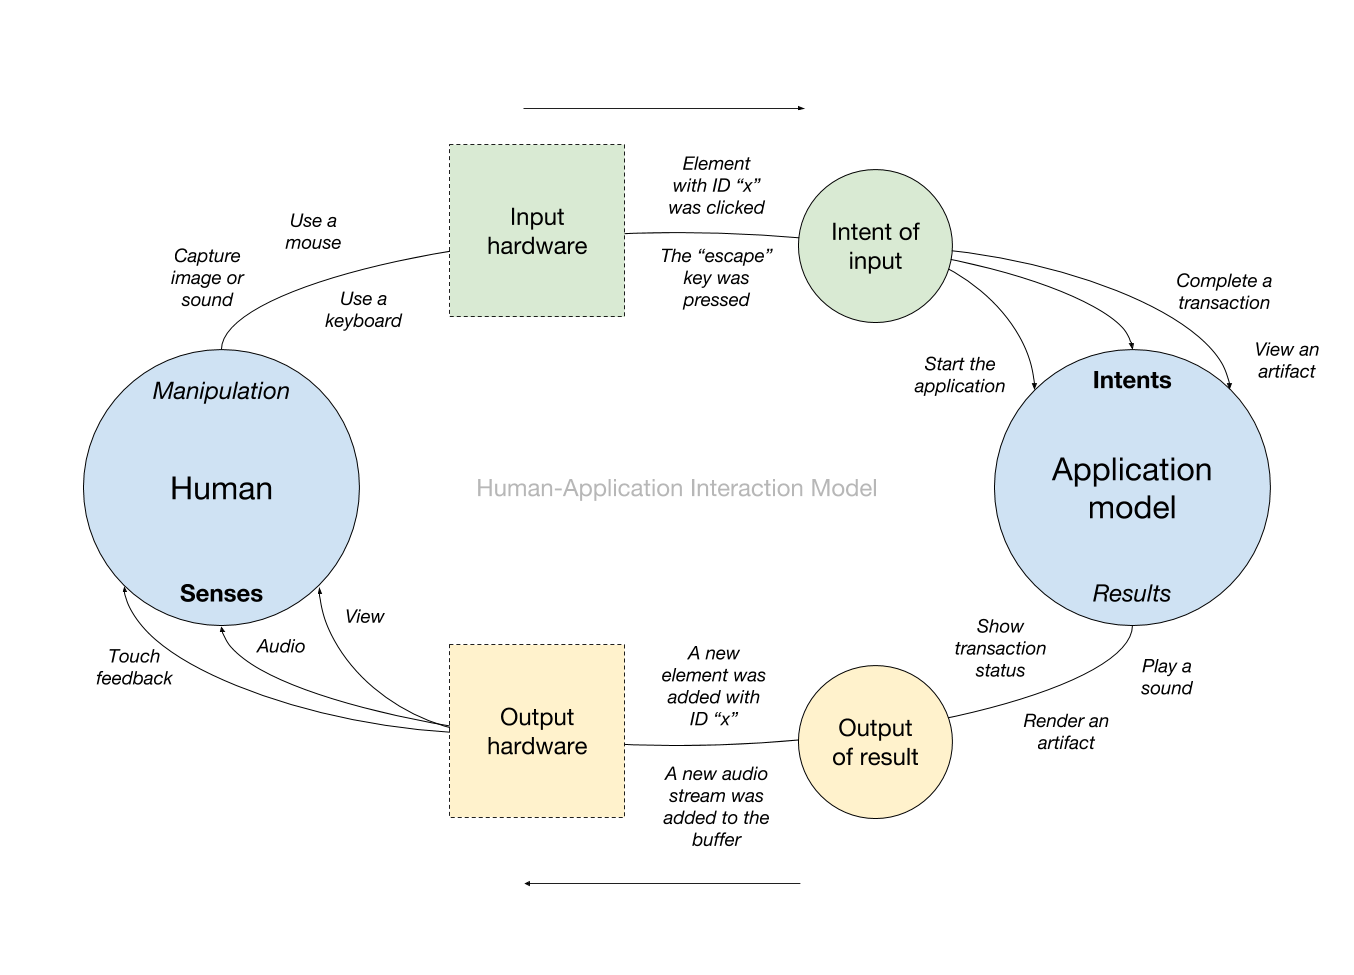 Element
with ID “x”
was clicked
Input
hardware
Use a
mouse
Intent of
input
Capture
image or
sound
The “escape”
key was
pressed
Use a
keyboard
Complete a
transaction
View an
artifact
Start the
application
Manipulation
Intents
Human
Human-Application Interaction Model
Application
model
Senses
Results
View
Audio
Touch
feedback
A new
element was
added with
ID “x”
Show
transaction
status
Play a
sound
Output
hardware
Output
of result
Render an
artifact
A new audio
stream was
added to the
buffer